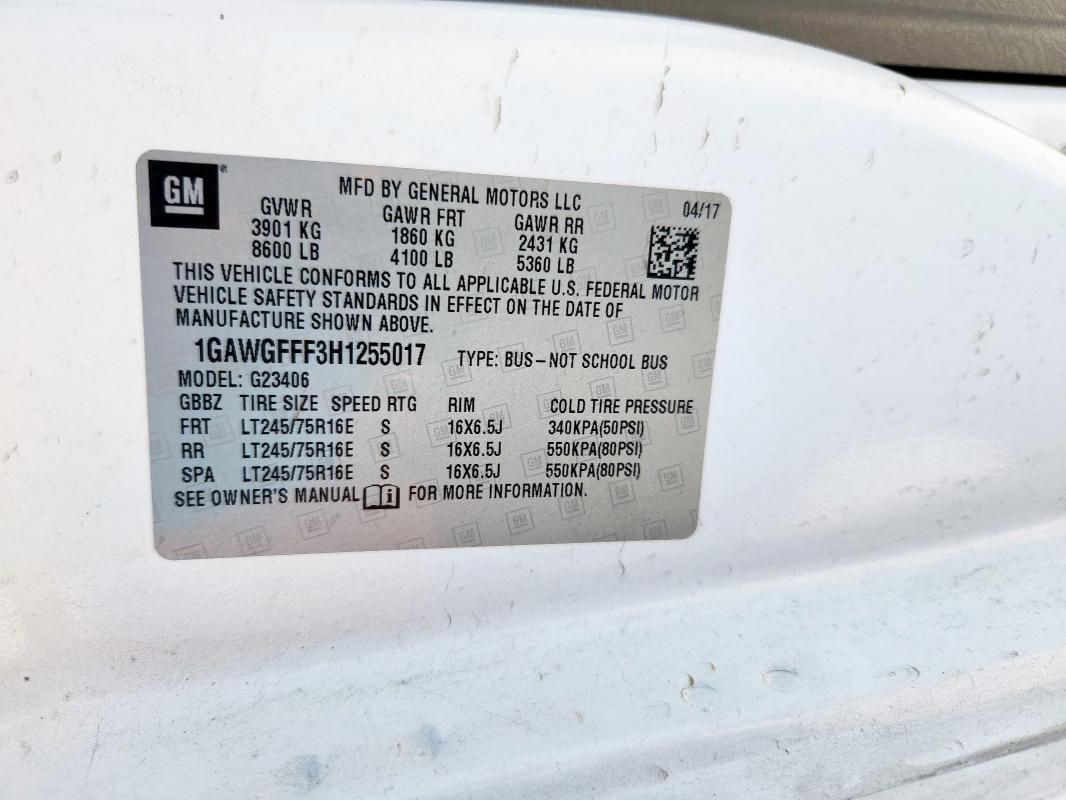 GM ®
MFD BY GENERAL MOTORS LLC
04/17
GVWR GAWR FRT GAWR RR
3901 KG 1860 KG 2431 KG
8600 LB 4100 LB 5360 LB
THIS VEHICLE CONFORMS TO ALL APPLICABLE U.S. FEDERAL MOTOR
VEHICLE SAFETY STANDARDS IN EFFECT ON THE DATE OF
MANUFACTURE SHOWN ABOVE.
1GAWGFFF3H1255017 TYPE: BUS-NOT SCHOOL BUS
MODEL: G23406
GBBZ TIRE SIZE SPEED RTG RIM COLD TIRE PRESSURE
FRT LT245/75R16E S 16X6.5J 340KPA(50PSI)
RR LT245/75R16E S 16X6.5J 550KPA(80PSI)
SPA LT245/75R16E S 16X6.5J 550KPA(80PSI)
SEE OWNER'S MANUAL i FOR MORE INFORMATION.